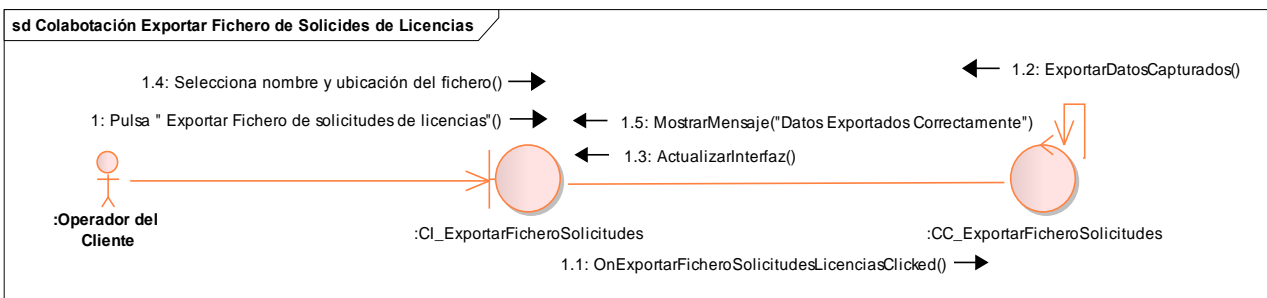 sd Colabotación Exportar Fichero de Solicides de Licencias
1.4: Selecciona nombre y ubicación del fichero()
1.2: ExportarDatosCapturados()
1: Pulsa " Exportar Fichero de solicitudes de licencias"()
1.5: MostrarMensaje("Datos Exportados Correctamente")
1.3: ActualizarInterfaz()
:Operador del
Cliente
:CI_ExportarFicheroSolicitudes
:CC_ExportarFicheroSolicitudes
1.1: OnExportarFicheroSolicitudesLicenciasClicked()